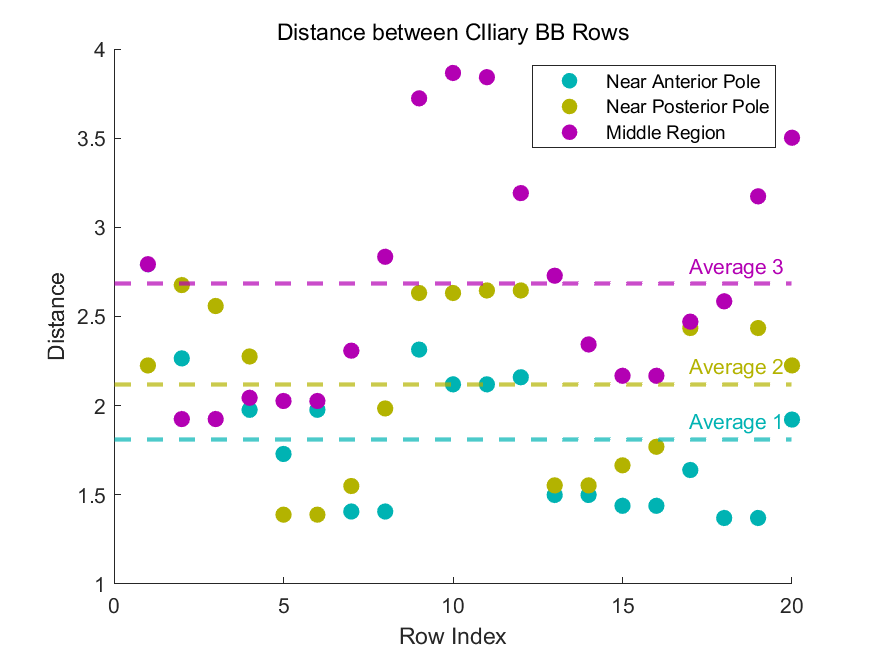 Distance between CIliary BB Rows
Near Anterior Pole
Near Posterior Pole
Middle Region
4
3.5
3
2.5
2
1.5
1
Distance
Average 3
Average 2
Average 1
0
5
10
15
20
Row Index